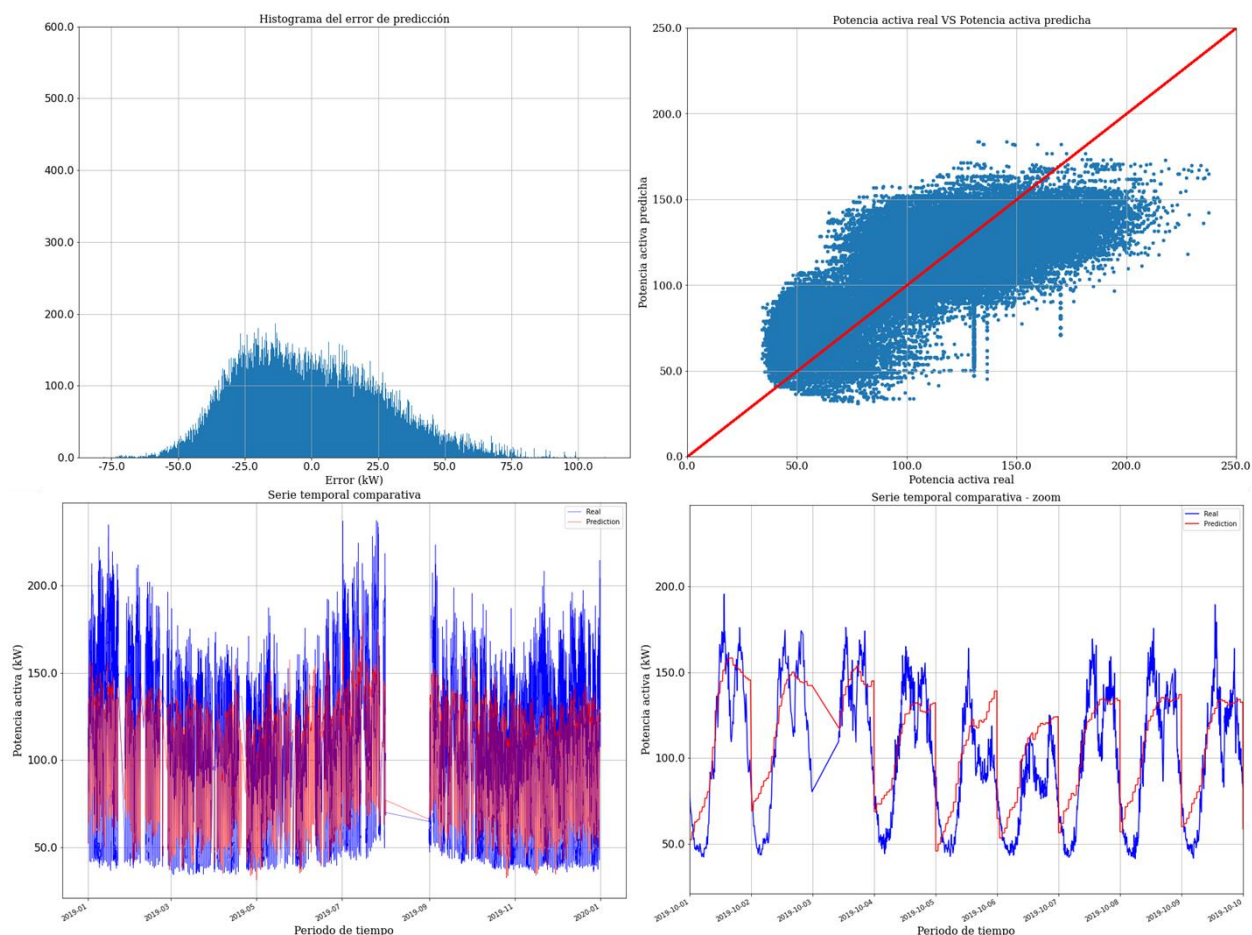 Histograma del error de predicción
600.0
500.0
400.0
300.0
200.0
100.0
0.0
-75.0 -50.0 -25.0 0.0 25.0 50.0 75.0 100.0
Error (kW)
Potencia activa real VS Potencia activa predicha
Potencia activa predicha
250.0
200.0
150.0
100.0
50.0
0.0
0.0 50.0 100.0 150.0 200.0 250.0
Potencia activa real
Serie temporal comparativa
Real
Prediction
Potencia activa (kW)
200.0
150.0
100.0
50.0
2019-01 2019-03 2019-05 2019-07 2019-09 2019-11 2020-01
Periodo de tiempo
Serie temporal comparativa - zoom
Real
Prediction
Potencia activa (kW)
200.0
150.0
100.0
50.0
2019-10-01 2019-10-02 2019-10-03 2019-10-04 2019-10-05 2019-10-06 2019-10-07 2019-10-08 2019-10-09 2019-10-10
Periodo de tiempo